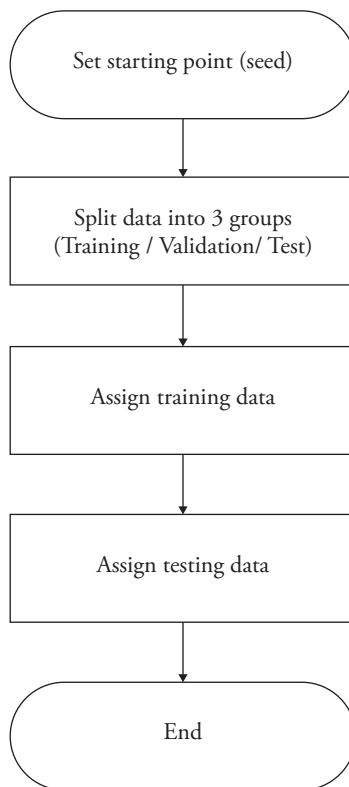 Set starting point (seed)
Split data into 3 groups
(Training / Validation/ Test)
Assign training data
Assign testing data
End